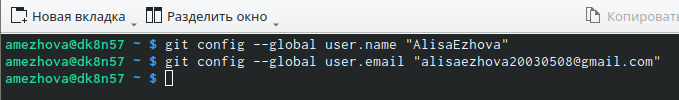 Новая вкладка Разделить окно Копировать
amezhova@dk8n57 ~ $ git config --global user.name "AlisaEzhova"
amezhova@dk8n57 ~ $ git config --global user.email "alisaezhova20030508@gmail.com"
amezhova@dk8n57 ~ $